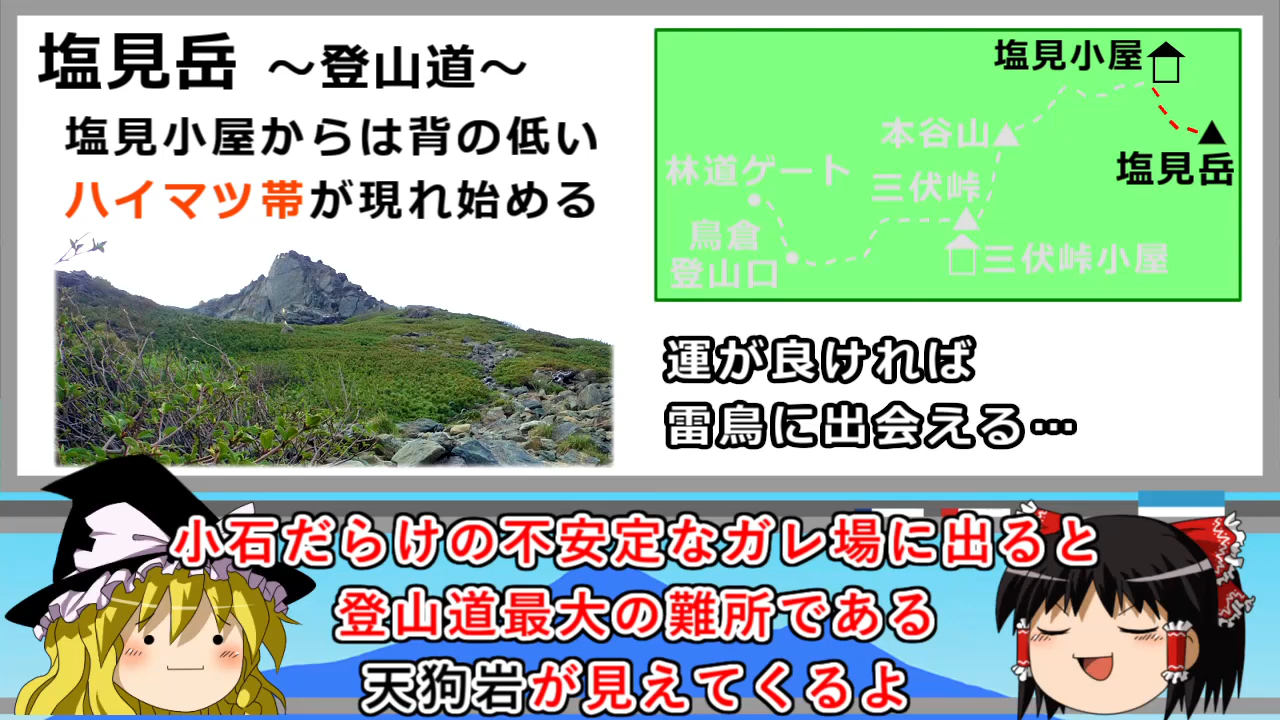 塩見岳 ～登山道～
塩見小屋からは背の低い
ハイマツ帯が現れ始める
塩見小屋
本谷山
塩見岳
林道ゲート
三伏峠
鳥倉
登山口
三伏峠小屋
運が良ければ
雷鳥に出会える…
小石だらけの不安定なガレ場に出ると
登山道最大の難所である
天狗岩が見えてくるよ